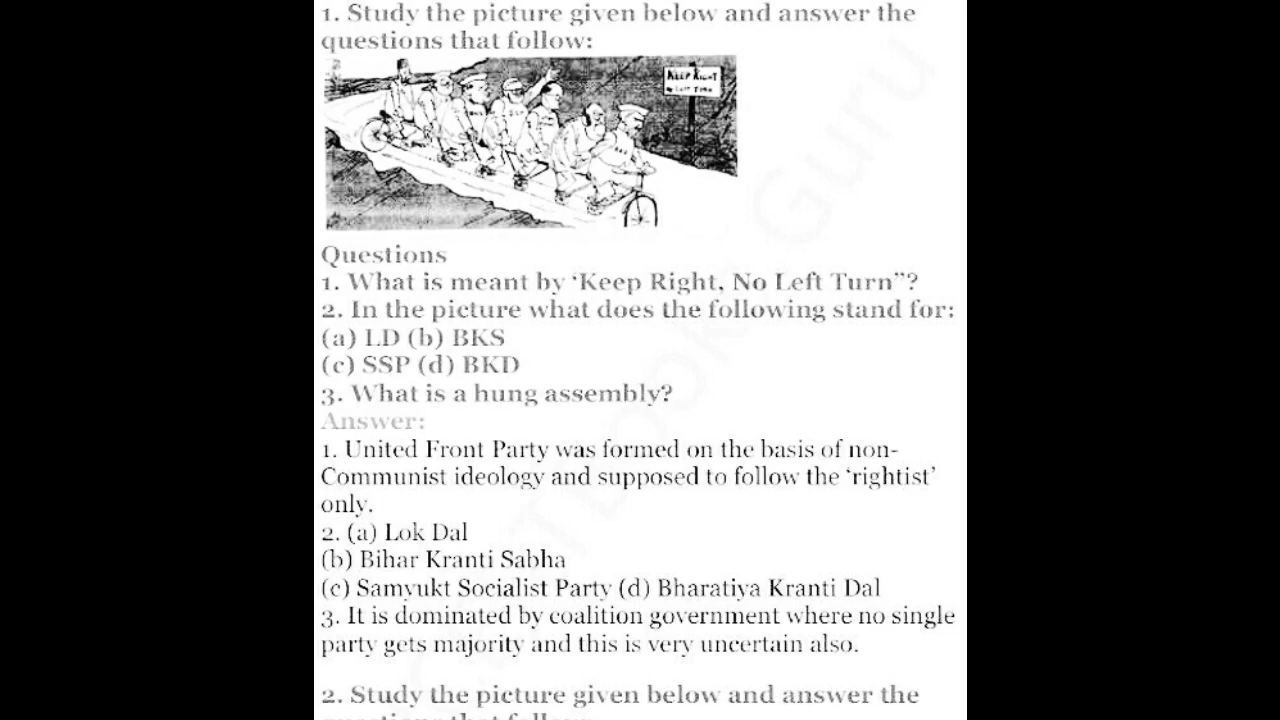 1. Study the picture given below and answer the
questions that follow:
KEEP RIGHT
Questions
1. What is meant by ‘Keep Right, No Left Turn”?
2. In the picture what does the following stand for:
(a) LD (b) BKS
(c) SSP (d) BKD
3. What is a hung assembly?
Answer:
1. United Front Party was formed on the basis of non-
Communist ideology and supposed to follow the ‘rightist’
only.
2. (a) Lok Dal
(b) Bihar Kranti Sabha
(c) Samyukt Socialist Party (d) Bharatiya Kranti Dal
3. It is dominated by coalition government where no single
party gets majority and this is very uncertain also.
2. Study the picture given below and answer the
questions that follow: